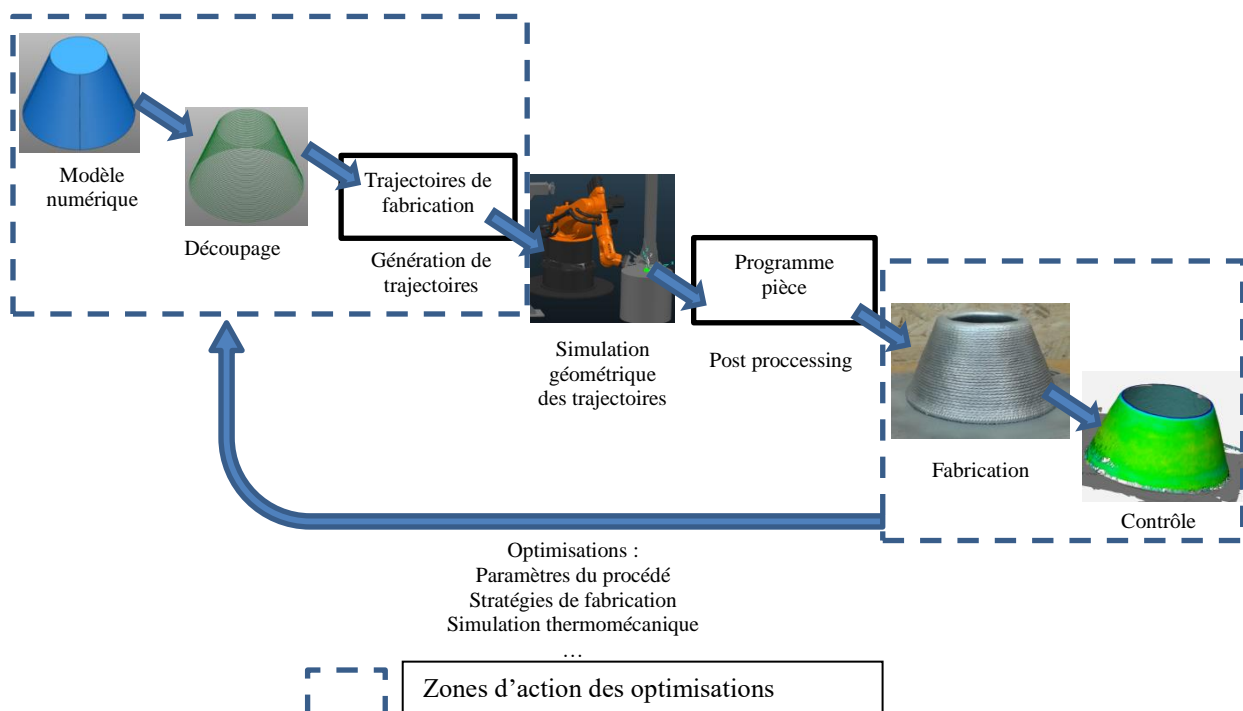 Modèle
numérique
Découpage
Trajectoires de
fabrication
Génération de
trajectoires
Simulation
géométrique
des trajectoires
Programme
pièce
Post proccessing
Fabrication
Contrôle
Optimisations :
Paramètres du procédé
Stratégies de fabrication
Simulation thermomécanique
…
Zones d’action des optimisations